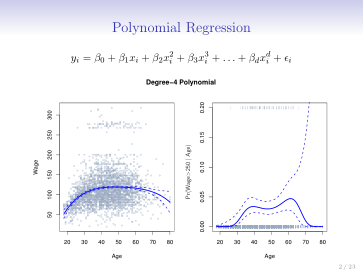 Polynomial Regression
yᵢ = β₀ + β₁xᵢ + β₂xᵢ² + β₃xᵢ³ + … + β_d xᵢᵈ + ϵᵢ
Degree−4 Polynomial
Wage
50 100 150 200 250 300
20 30 40 50 60 70 80
Age
Pr(Wage>250 | Age)
0.00 0.05 0.10 0.15 0.20
20 30 40 50 60 70 80
Age
2 / 23